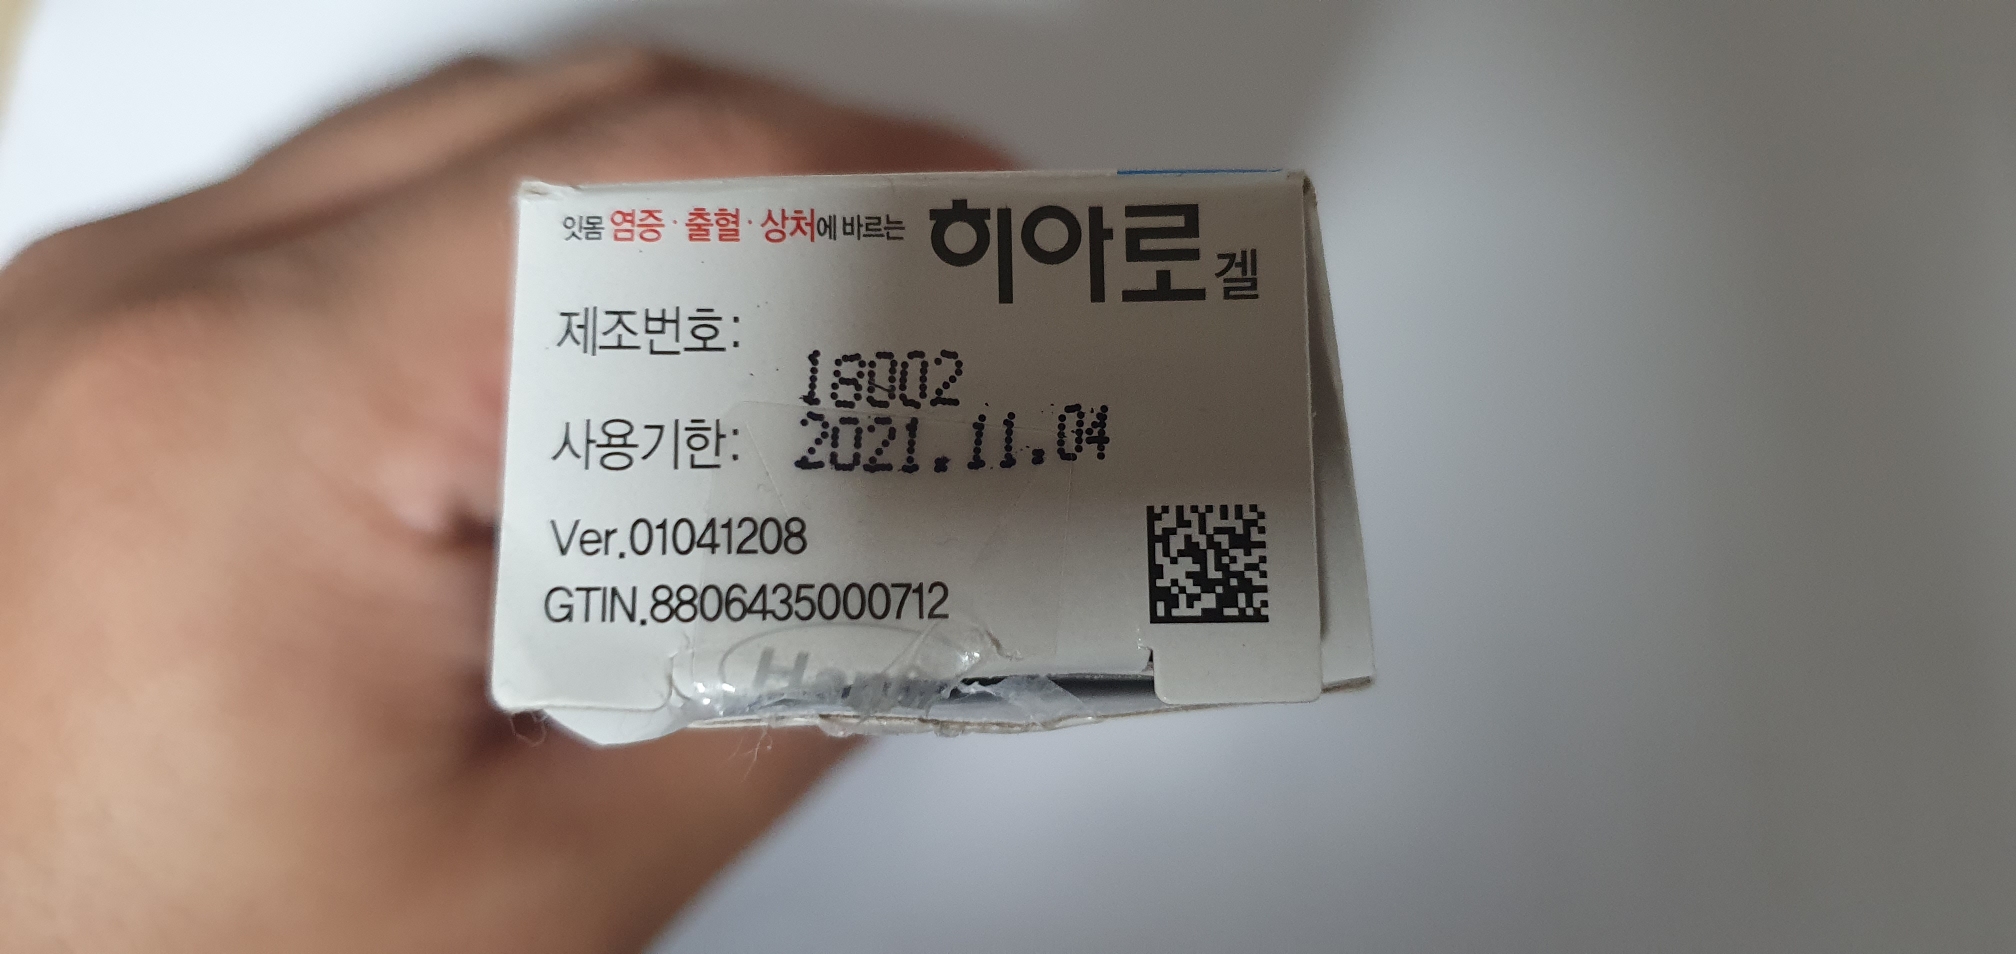 잇몸 염증 · 출혈 · 상처에 바르는 히아로 겔
제조번호:
사용기한: 2021.11.04
Ver.01041208
GTIN.8806435000712